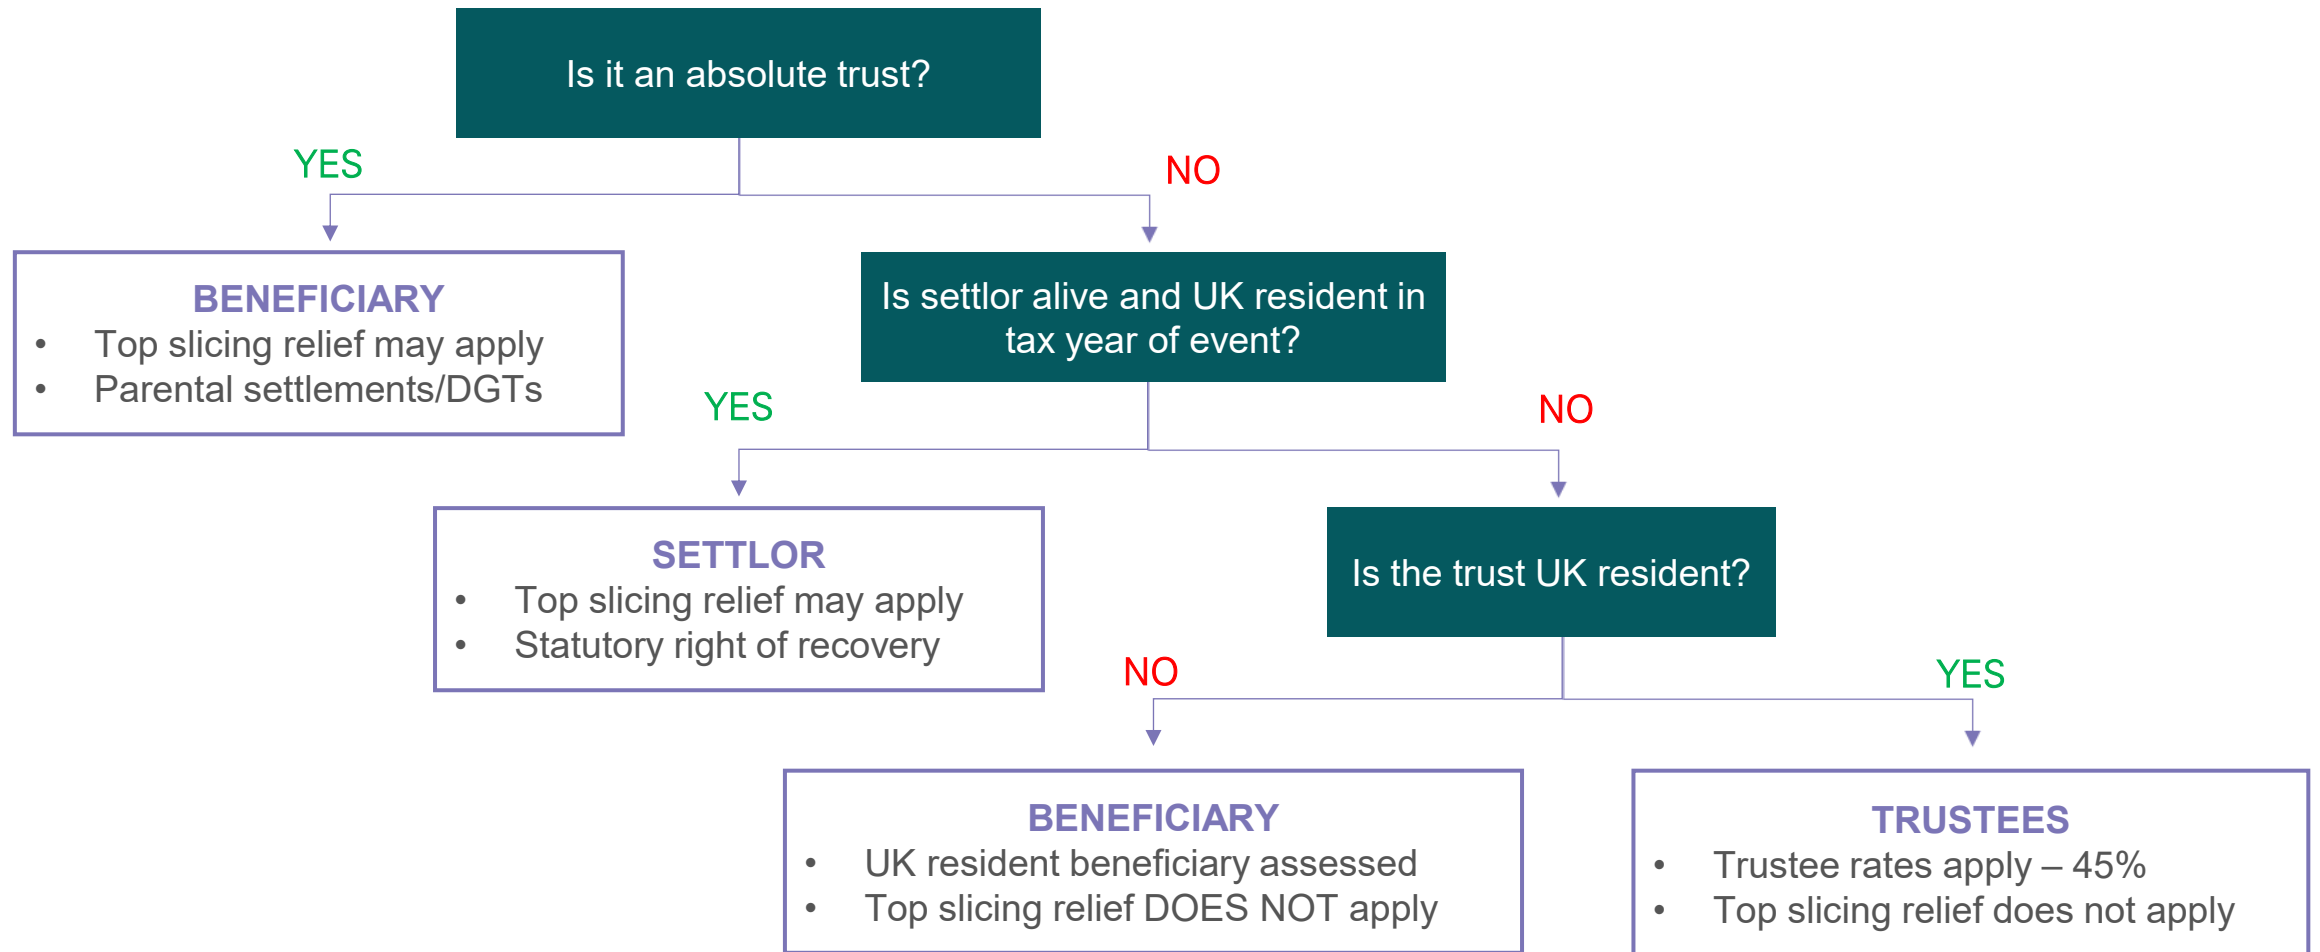 Is it an absolute trust?
YES
NO
BENEFICIARY
• Top slicing relief may apply
• Parental settlements/DGTs
Is settlor alive and UK resident in
tax year of event?
YES
NO
SETTLOR
• Top slicing relief may apply
• Statutory right of recovery
Is the trust UK resident?
NO
YES
BENEFICIARY
• UK resident beneficiary assessed
• Top slicing relief DOES NOT apply
TRUSTEES
• Trustee rates apply – 45%
• Top slicing relief does not apply